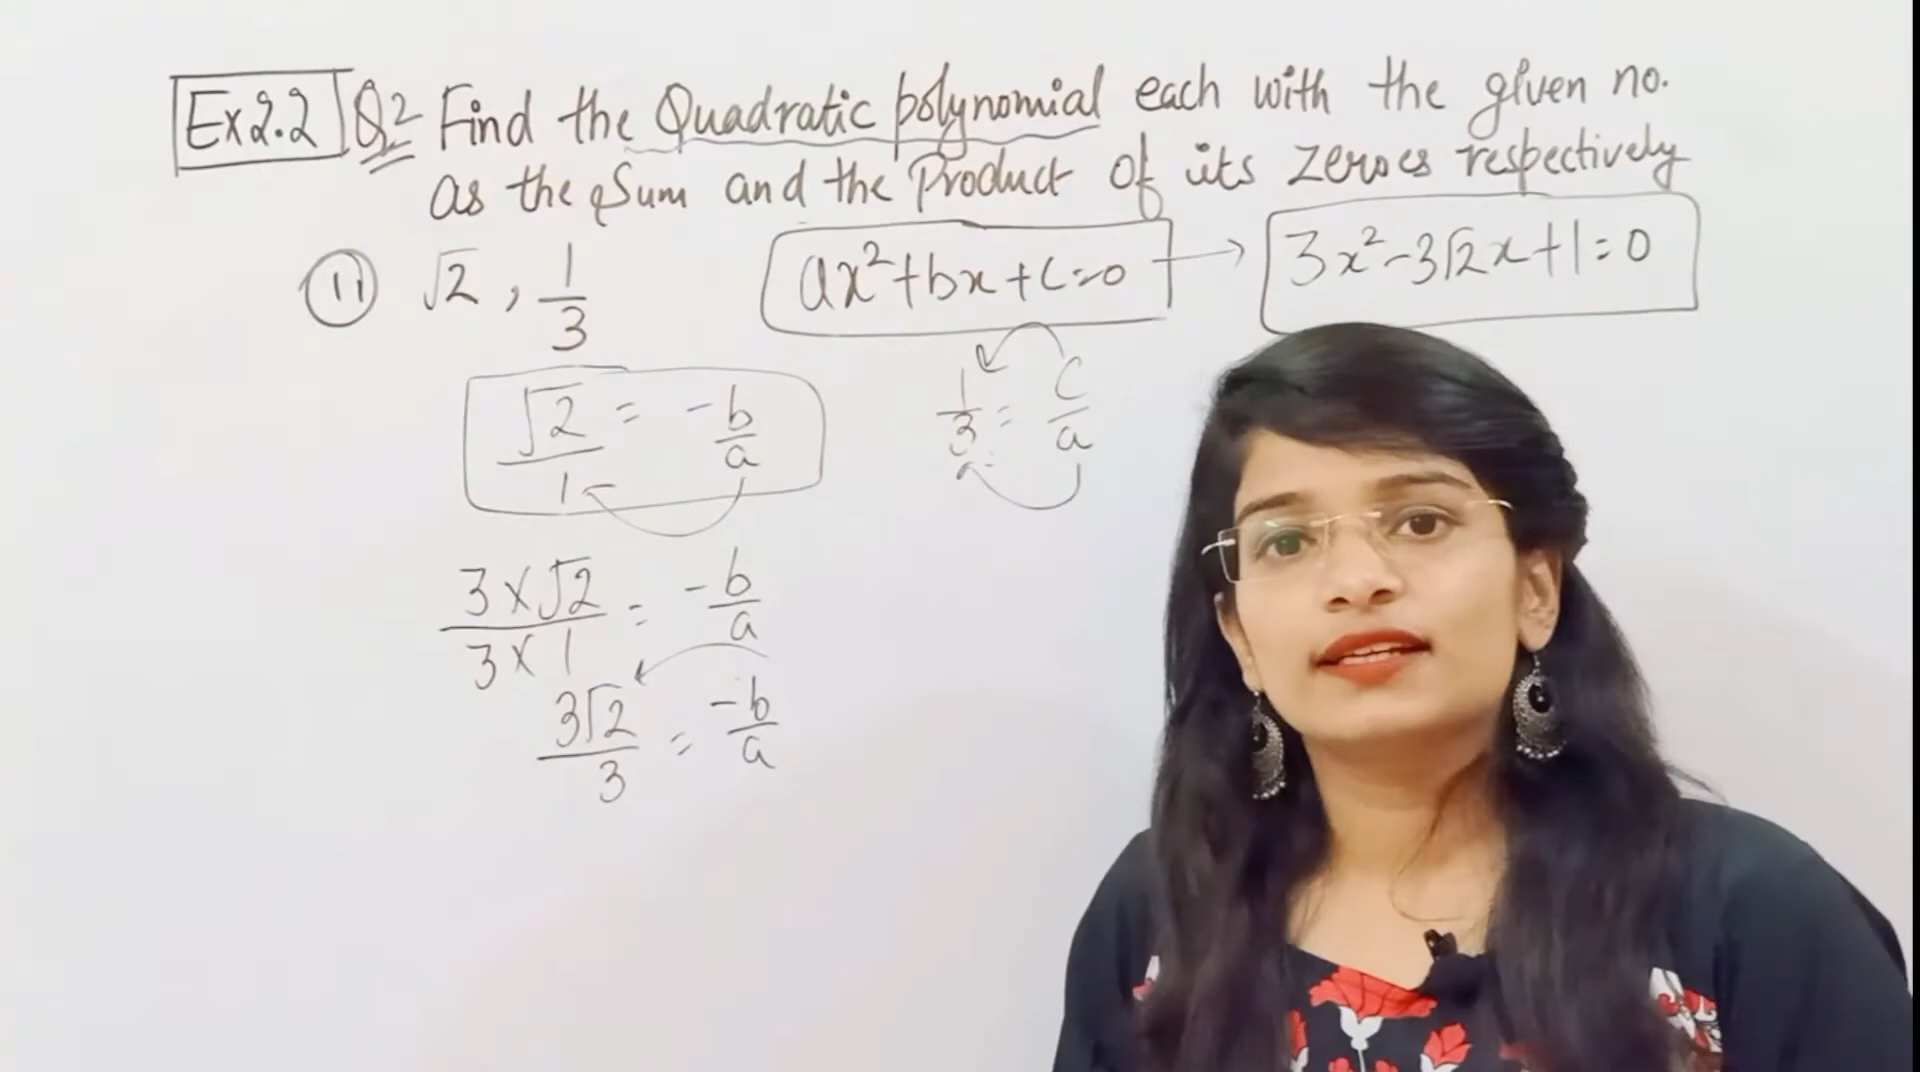 Ex 2.2 Q2 Find the Quadratic polynomial each with the given no.
as the Sum and the Product of its zeroes respectively
(ii) √2 , 1/3
ax²+bx+c=0 → 3x²-3√2x+1=0
√2/1 = -b/a
1/3 = c/a
3×√2/3×1 = -b/a
3√2/3 = -b/a